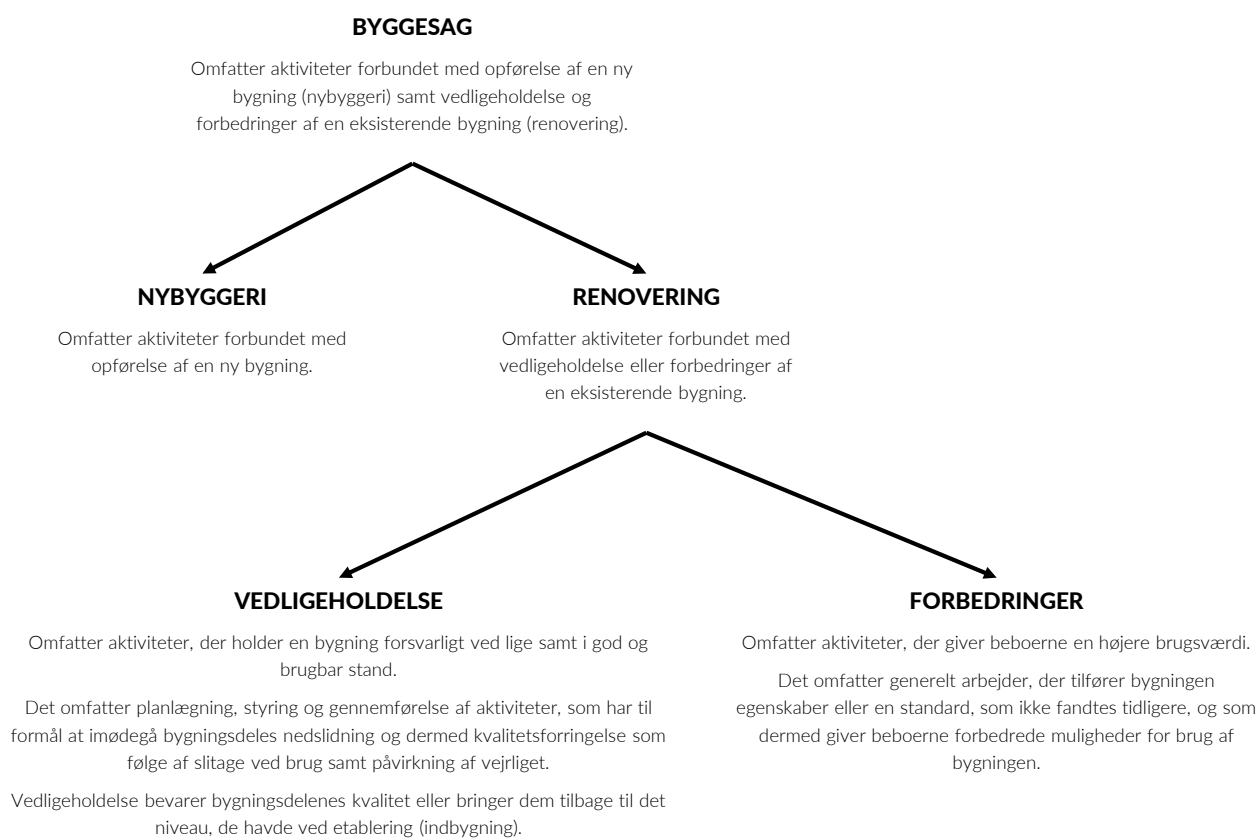 BYGGESAG
Omfatter aktiviteter forbundet med opførelse af en ny
bygning (nybyggeri) samt vedligeholdelse og
forbedringer af en eksisterende bygning (renovering).
NYBYGGERI
Omfatter aktiviteter forbundet med
opførelse af en ny bygning.
RENOVERING
Omfatter aktiviteter forbundet med
vedligeholdelse eller forbedringer af
en eksisterende bygning.
VEDLIGEHOLDELSE
Omfatter aktiviteter, der holder en bygning forsvarligt ved lige samt i god og
brugbar stand.
Det omfatter planlægning, styring og gennemførelse af aktiviteter, som har til
formål at imødegå bygningsdeles nedslidning og dermed kvalitetsforringelse som
følge af slitage ved brug samt påvirkning af vejrliget.
Vedligeholdelse bevarer bygningsdelenes kvalitet eller bringer dem tilbage til det
niveau, de havde ved etablering (indbygning).
FORBEDRINGER
Omfatter aktiviteter, der giver beboerne en højere brugsværdi.
Det omfatter generelt arbejder, der tilfører bygningen
egenskaber eller en standard, som ikke fandtes tidligere, og som
dermed giver beboerne forbedrede muligheder for brug af
bygningen.